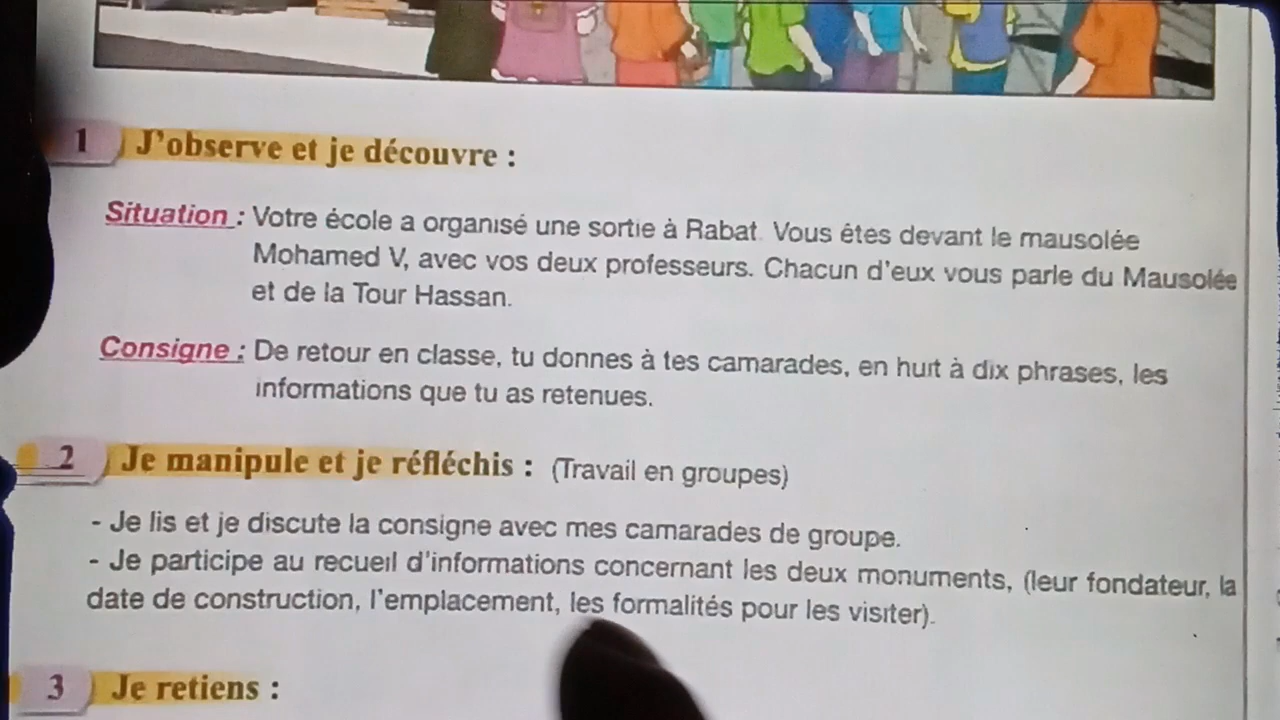 1 J'observe et je découvre :
Situation : Votre école a organisé une sortie à Rabat. Vous êtes devant le mausolée
Mohamed V, avec vos deux professeurs. Chacun d'eux vous parle du Mausolée
et de la Tour Hassan.
Consigne : De retour en classe, tu donnes à tes camarades, en huit à dix phrases, les
informations que tu as retenues.
2 Je manipule et je réfléchis : (Travail en groupes)
- Je lis et je discute la consigne avec mes camarades de groupe.
- Je participe au recueil d'informations concernant les deux monuments, (leur fondateur, la
date de construction, l'emplacement, les formalités pour les visiter).
3 Je retiens :